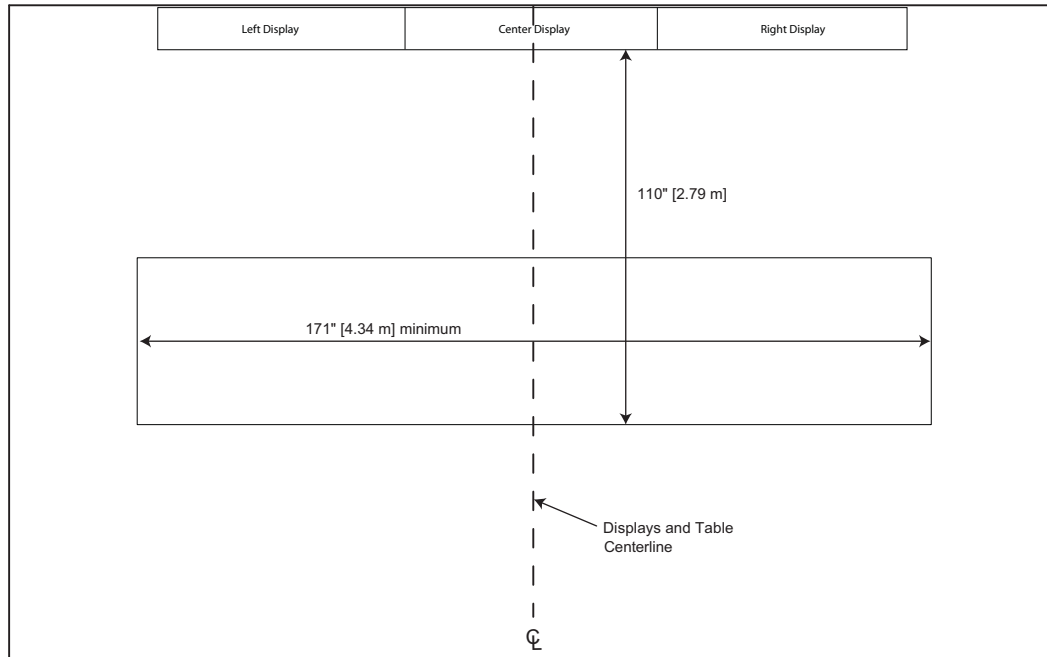 Left Display
Center Display
Right Display
110" [2.79 m]
171" [4.34 m] minimum
Displays and Table
Centerline
℄